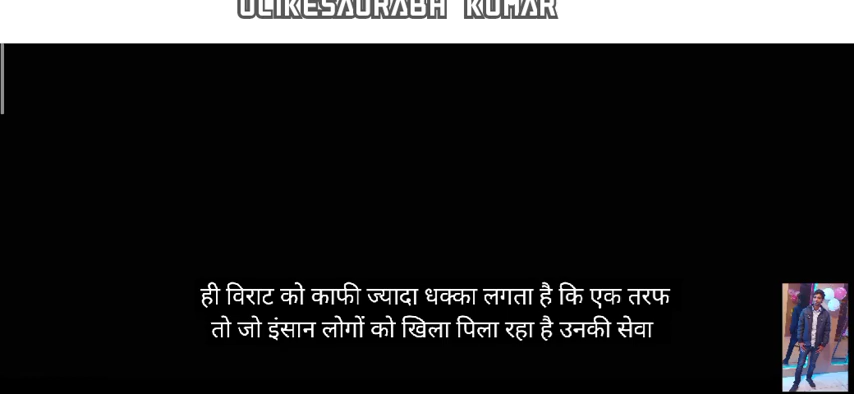 ULIKESAURABH KUMAR
ही विराट को काफी ज्यादा धक्का लगता है कि एक तरफ
तो जो इंसान लोगों को खिला पिला रहा है उनकी सेवा